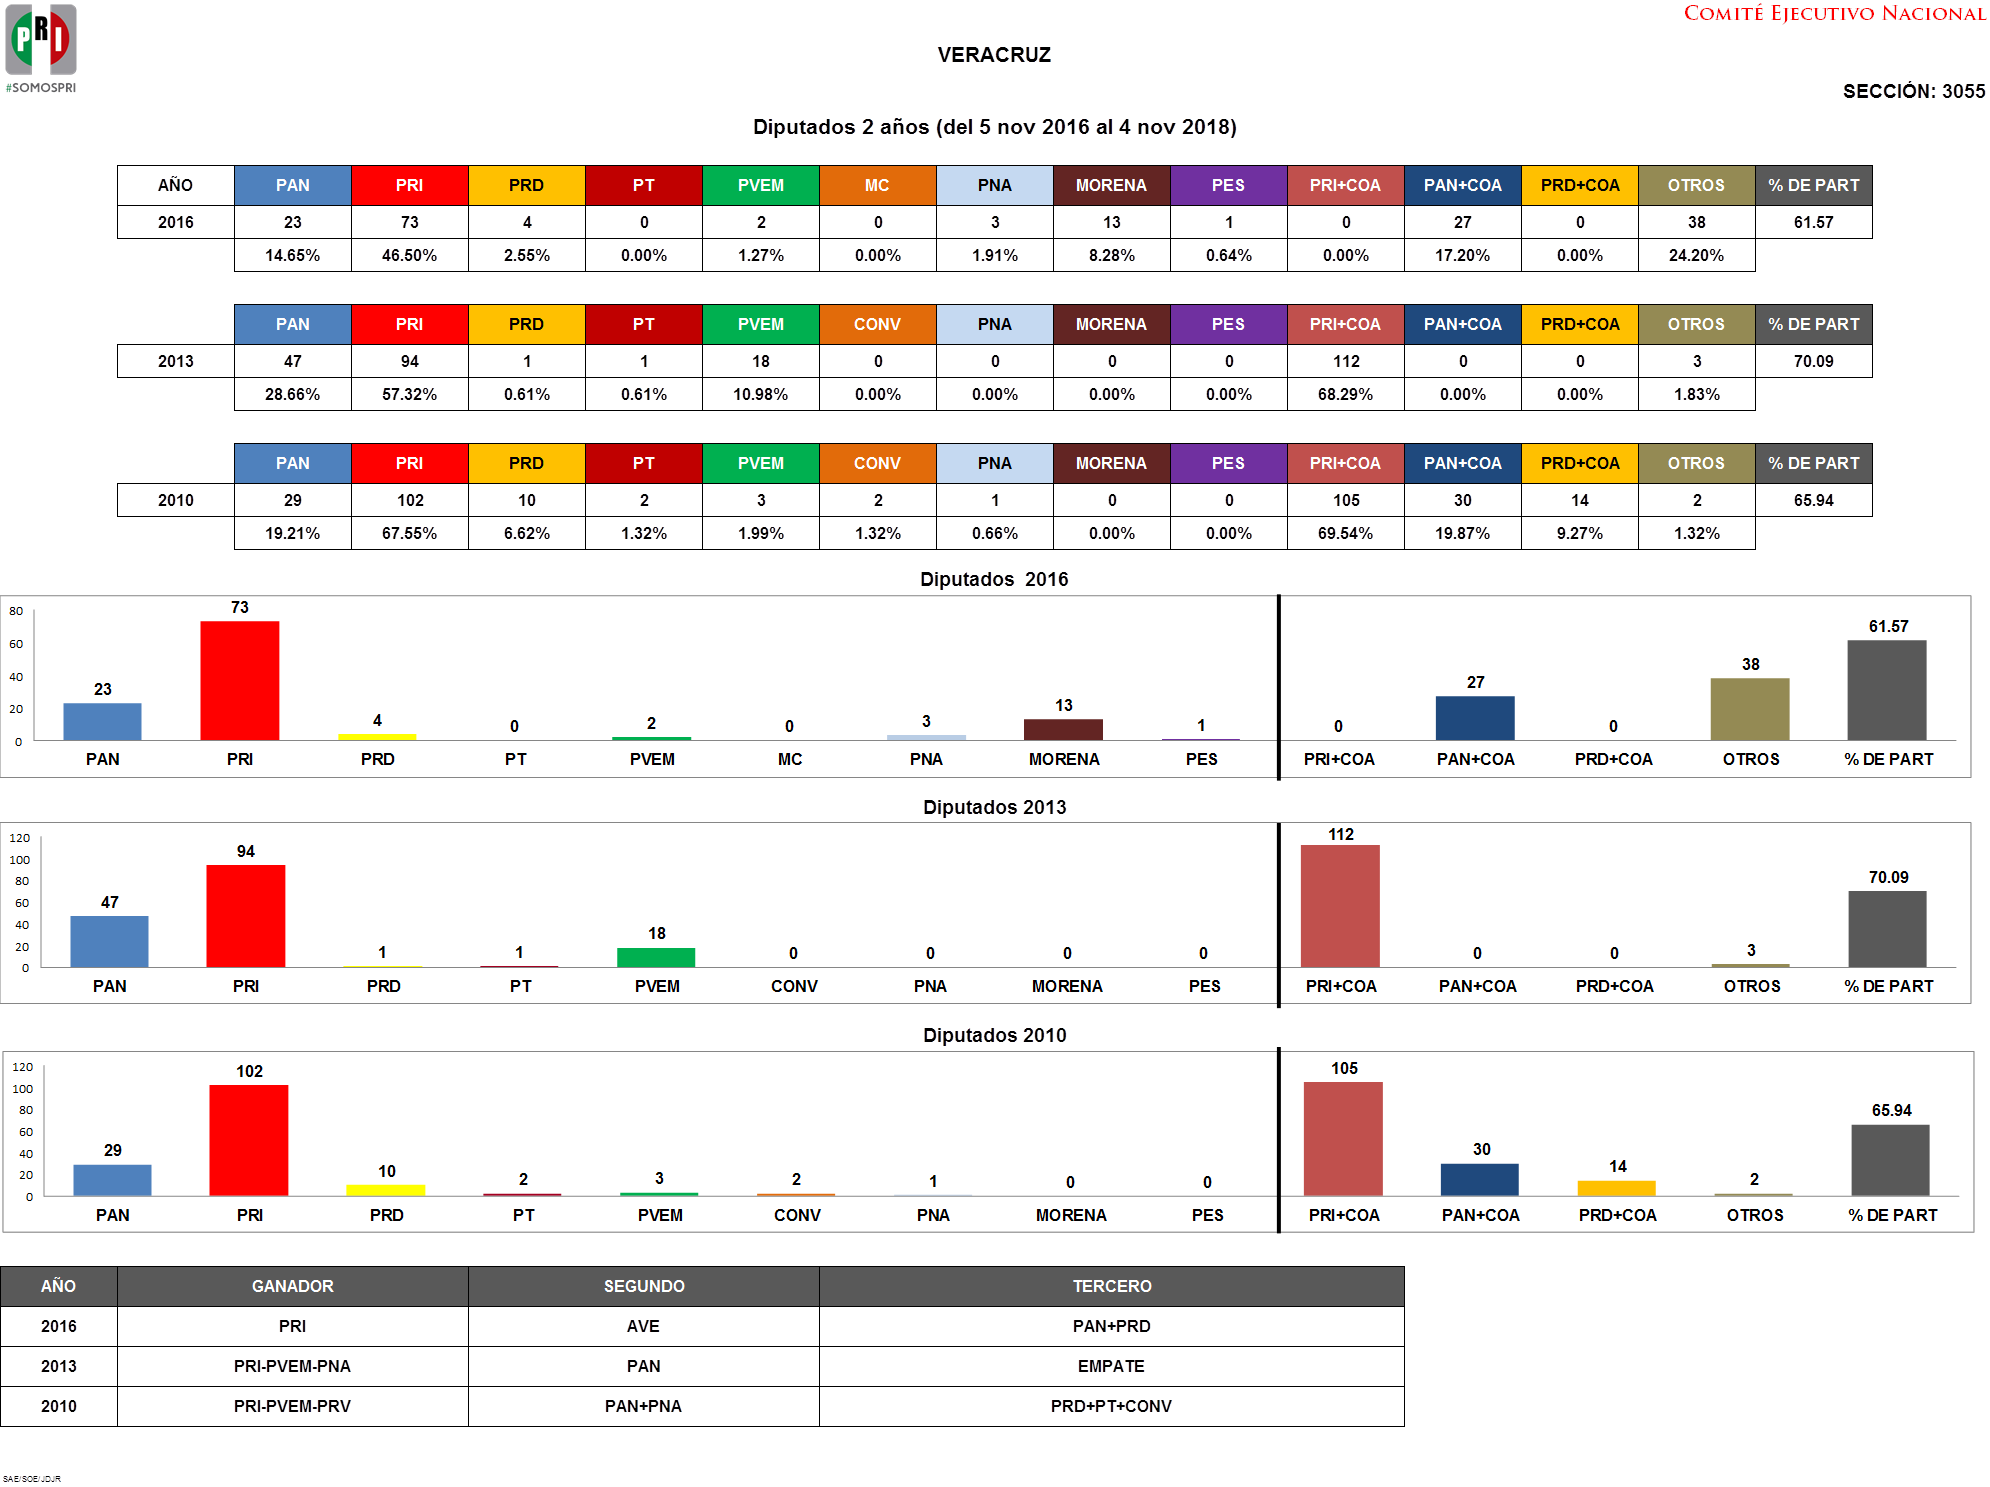 COMITÉ EJECUTIVO NACIONAL
PRI
#SOMOSPRI
VERACRUZ
SECCIÓN: 3055
Diputados 2 años (del 5 nov 2016 al 4 nov 2018)
AÑO PAN PRI PRD PT PVEM MC PNA MORENA PES PRI+COA PAN+COA PRD+COA OTROS % DE PART
2016 23 73 4 0 2 0 3 13 1 0 27 0 38 61.57
14.65% 46.50% 2.55% 0.00% 1.27% 0.00% 1.91% 8.28% 0.64% 0.00% 17.20% 0.00% 24.20%
PAN PRI PRD PT PVEM CONV PNA MORENA PES PRI+COA PAN+COA PRD+COA OTROS % DE PART
2013 47 94 1 1 18 0 0 0 0 112 0 0 3 70.09
28.66% 57.32% 0.61% 0.61% 10.98% 0.00% 0.00% 0.00% 0.00% 68.29% 0.00% 0.00% 1.83%
PAN PRI PRD PT PVEM CONV PNA MORENA PES PRI+COA PAN+COA PRD+COA OTROS % DE PART
2010 29 102 10 2 3 2 1 0 0 105 30 14 2 65.94
19.21% 67.55% 6.62% 1.32% 1.99% 1.32% 0.66% 0.00% 0.00% 69.54% 19.87% 9.27% 1.32%
Diputados 2016
80
60
40
20
0
23 73 4 0 2 0 3 13 1 0 27 0 38 61.57
PAN PRI PRD PT PVEM MC PNA MORENA PES PRI+COA PAN+COA PRD+COA OTROS % DE PART
Diputados 2013
120
100
80
60
40
20
0
47 94 1 1 18 0 0 0 0 112 0 0 3 70.09
PAN PRI PRD PT PVEM CONV PNA MORENA PES PRI+COA PAN+COA PRD+COA OTROS % DE PART
Diputados 2010
120
100
80
60
40
20
0
29 102 10 2 3 2 1 0 0 105 30 14 2 65.94
PAN PRI PRD PT PVEM CONV PNA MORENA PES PRI+COA PAN+COA PRD+COA OTROS % DE PART
AÑO GANADOR SEGUNDO TERCERO
2016 PRI AVE PAN+PRD
2013 PRI-PVEM-PNA PAN EMPATE
2010 PRI-PVEM-PRV PAN+PNA PRD+PT+CONV
SAE/SOE/JDJR